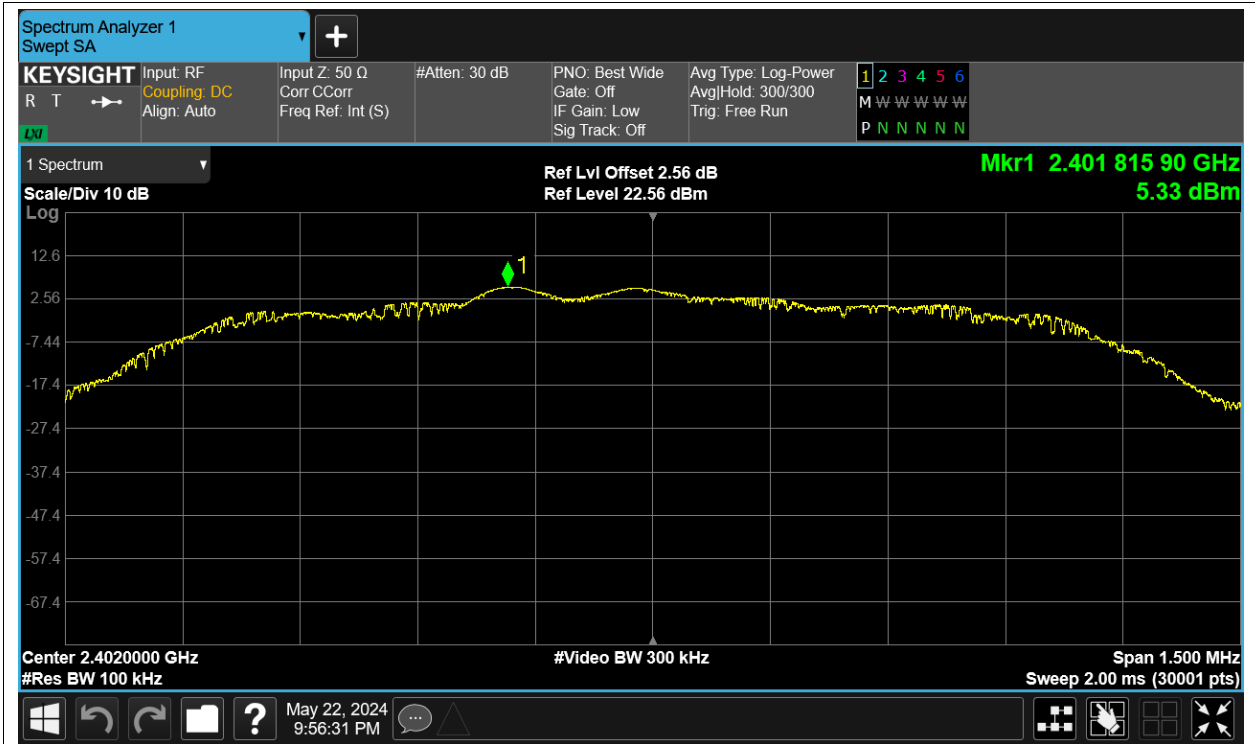 Spectrum Analyzer 1
Swept SA
KEYSIGHT
R T
LXI
Input: RF
Coupling: DC
Align: Auto
Input Z: 50 Ω
Corr CCorr
Freq Ref: Int (S)
#Atten: 30 dB
PNO: Best Wide
Gate: Off
IF Gain: Low
Sig Track: Off
Avg Type: Log-Power
Avg|Hold: 300/300
Trig: Free Run
1 2 3 4 5 6
M W W W W W
P N N N N N
1 Spectrum
Scale/Div 10 dB
Log
Ref Lvl Offset 2.56 dB
Ref Level 22.56 dBm
Mkr1 2.401 815 90 GHz
5.33 dBm
1
12.6
2.56
-7.44
-17.4
-27.4
-37.4
-47.4
-57.4
-67.4
Center 2.4020000 GHz
#Res BW 100 kHz
#Video BW 300 kHz
Span 1.500 MHz
Sweep 2.00 ms (30001 pts)
?
May 22, 2024
9:56:31 PM